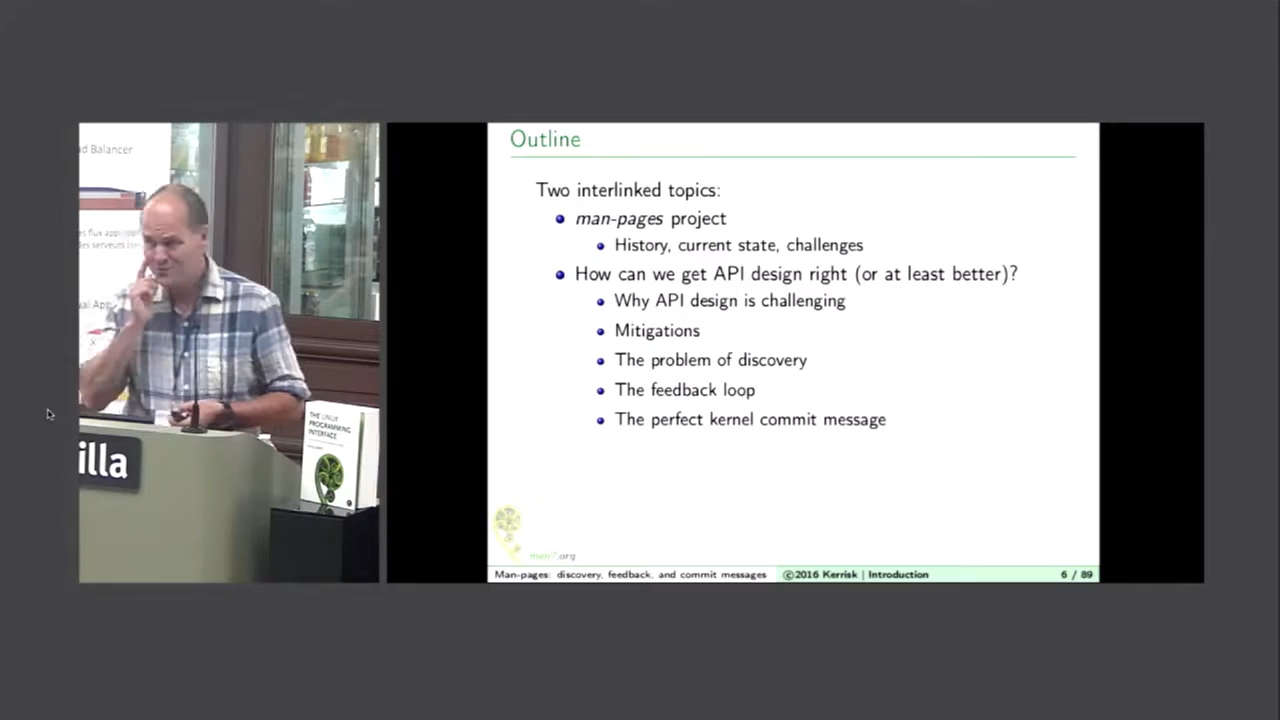 ad Balancer
illa
THE LINUX
PROGRAMMING
INTERFACE
Outline
Two interlinked topics:
man-pages project
History, current state, challenges
How can we get API design right (or at least better)?
Why API design is challenging
Mitigations
The problem of discovery
The feedback loop
The perfect kernel commit message
man7.org
Man-pages: discovery, feedback, and commit messages ©2016 Kerrisk | Introduction 6 / 89